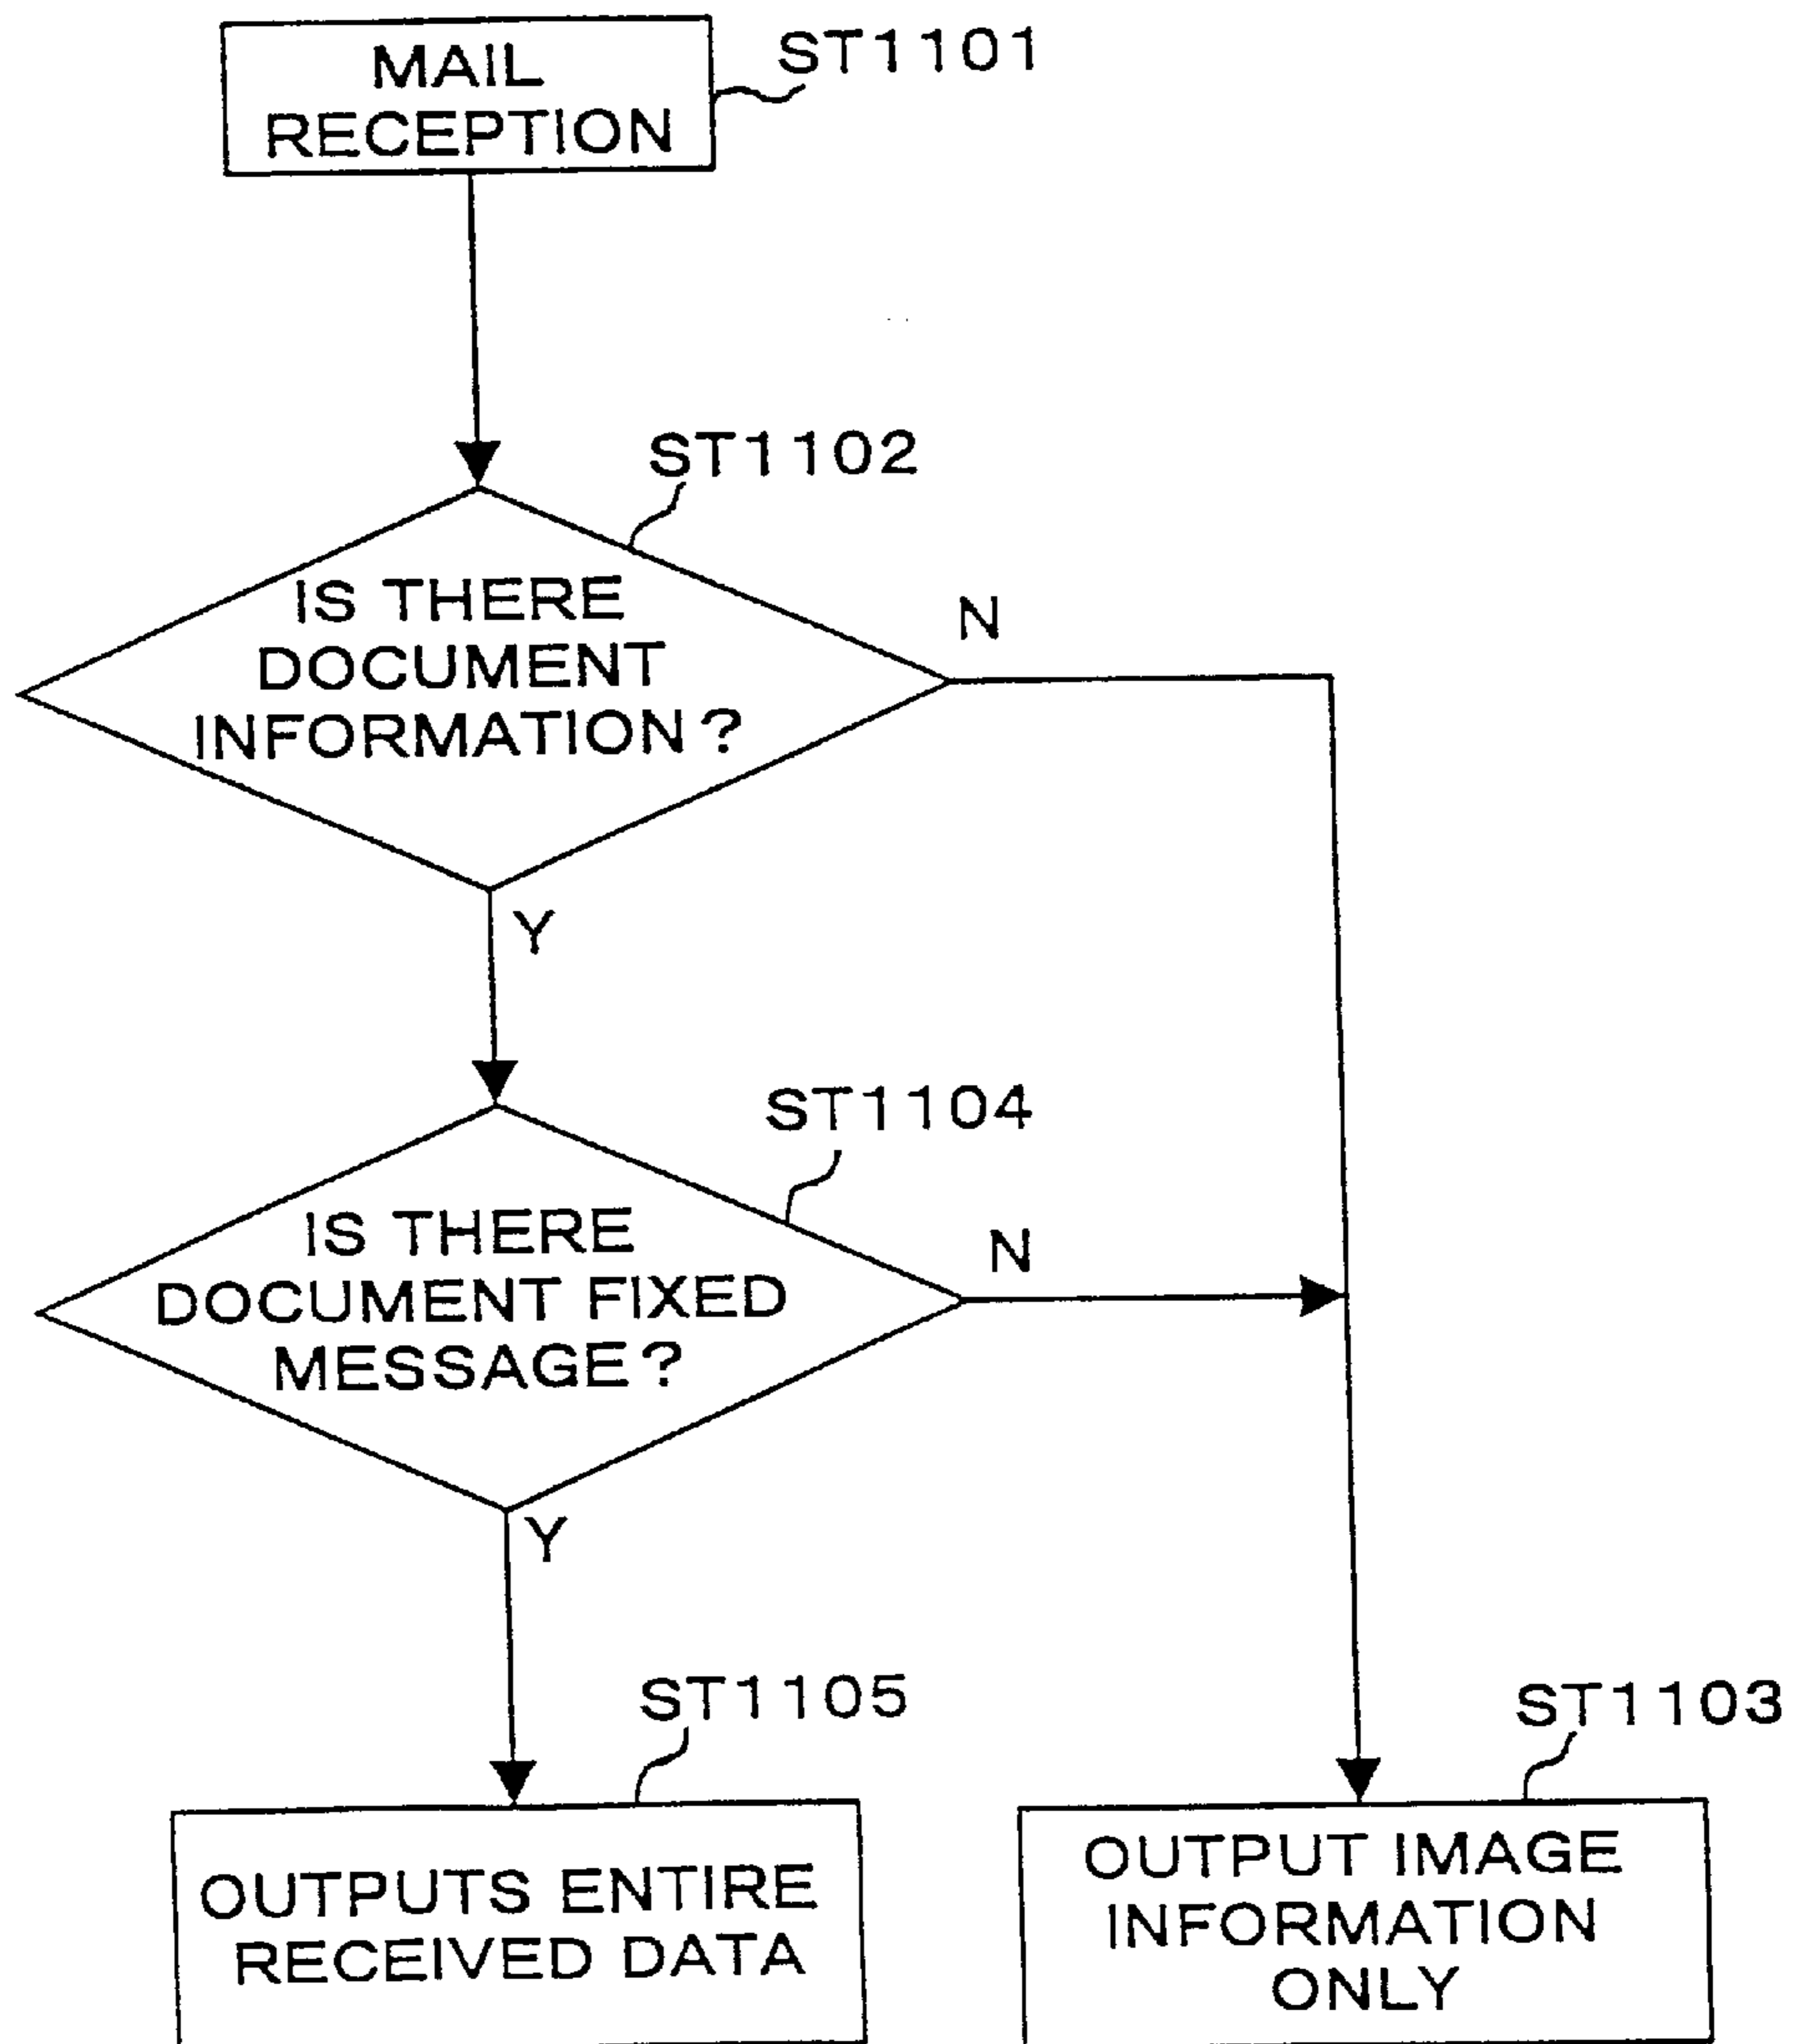 MAIL
RECEPTION
ST1101
ST1102
IS THERE
DOCUMENT
INFORMATION?
N
Y
ST1104
IS THERE
DOCUMENT FIXED
MESSAGE?
N
Y
ST1105
OUTPUTS ENTIRE
RECEIVED DATA
ST1103
OUTPUT IMAGE
INFORMATION
ONLY